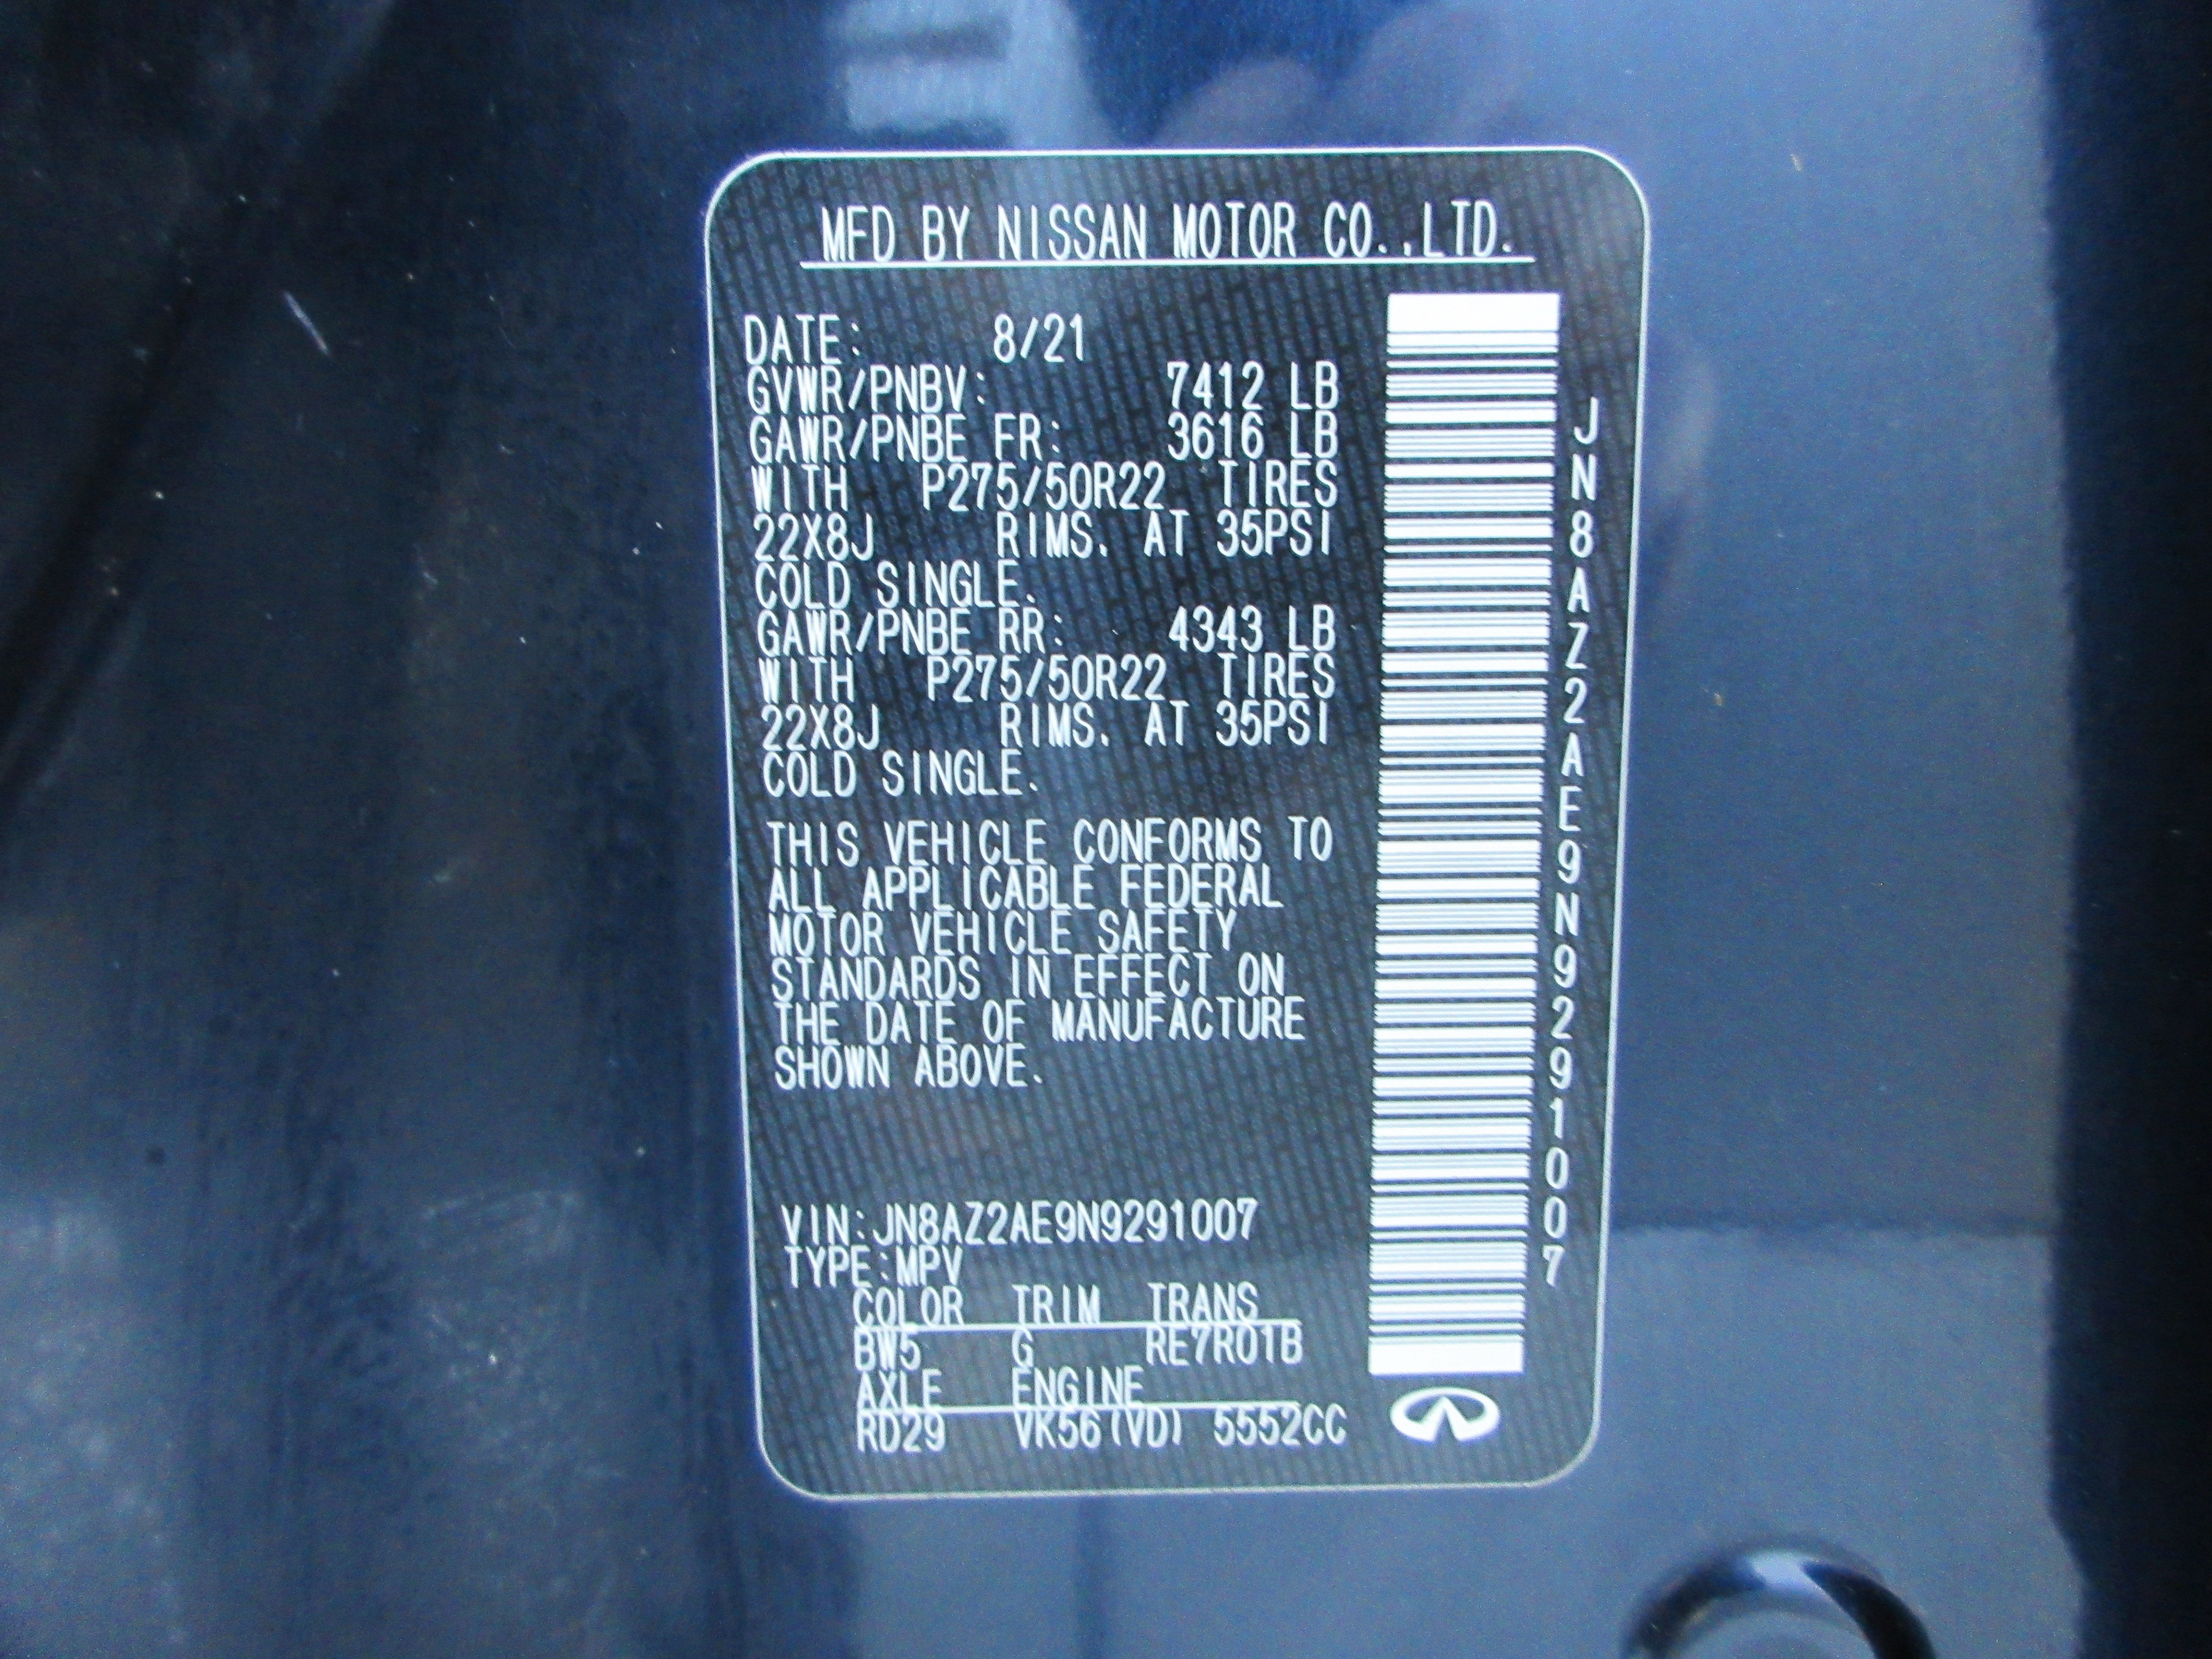 MFD BY NISSAN MOTOR CO.,LTD.
DATE: 8/21
GVWR/PNBV: 7412 LB
GAWR/PNBE FR: 3616 LB
WITH P275/50R22 TIRES
22X8J RIMS. AT 35PSI
COLD SINGLE.
GAWR/PNBE RR: 4343 LB
WITH P275/50R22 TIRES
22X8J RIMS. AT 35PSI
COLD SINGLE.
THIS VEHICLE CONFORMS TO
ALL APPLICABLE FEDERAL
MOTOR VEHICLE SAFETY
STANDARDS IN EFFECT ON
THE DATE OF MANUFACTURE
SHOWN ABOVE.
VIN:JN8AZ2AE9N9291007
TYPE:MPV
COLOR TRIM TRANS
BW5 G RE7R01B
AXLE ENGINE
RD29 VK56(VD) 5552CC
JN8AZ2AE9N9291007